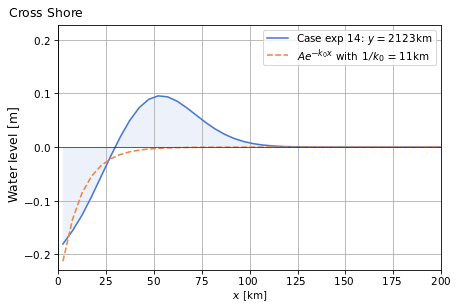 Cross Shore
Case exp 14: y = 2123km
Ae^{-k_0x} with 1/k_0 = 11km
Water level [m]
0.2
0.1
0.0
−0.1
−0.2
0 25 50 75 100 125 150 175 200
x [km]